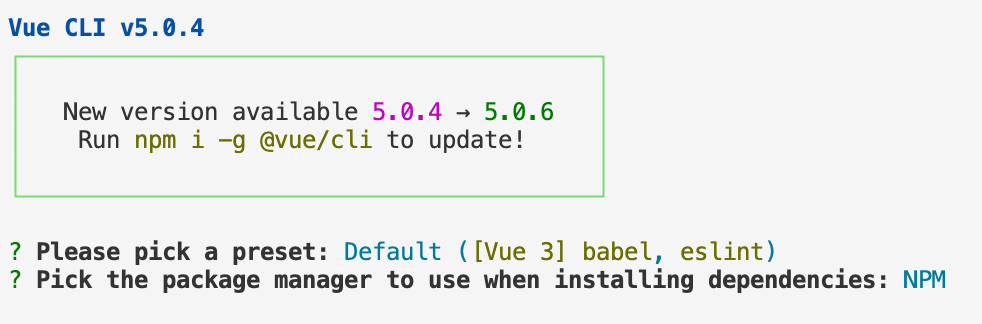 Vue CLI v5.0.4
New version available 5.0.4 → 5.0.6
Run npm i -g @vue/cli to update!
? Please pick a preset: Default ([Vue 3] babel, eslint)
? Pick the package manager to use when installing dependencies: NPM